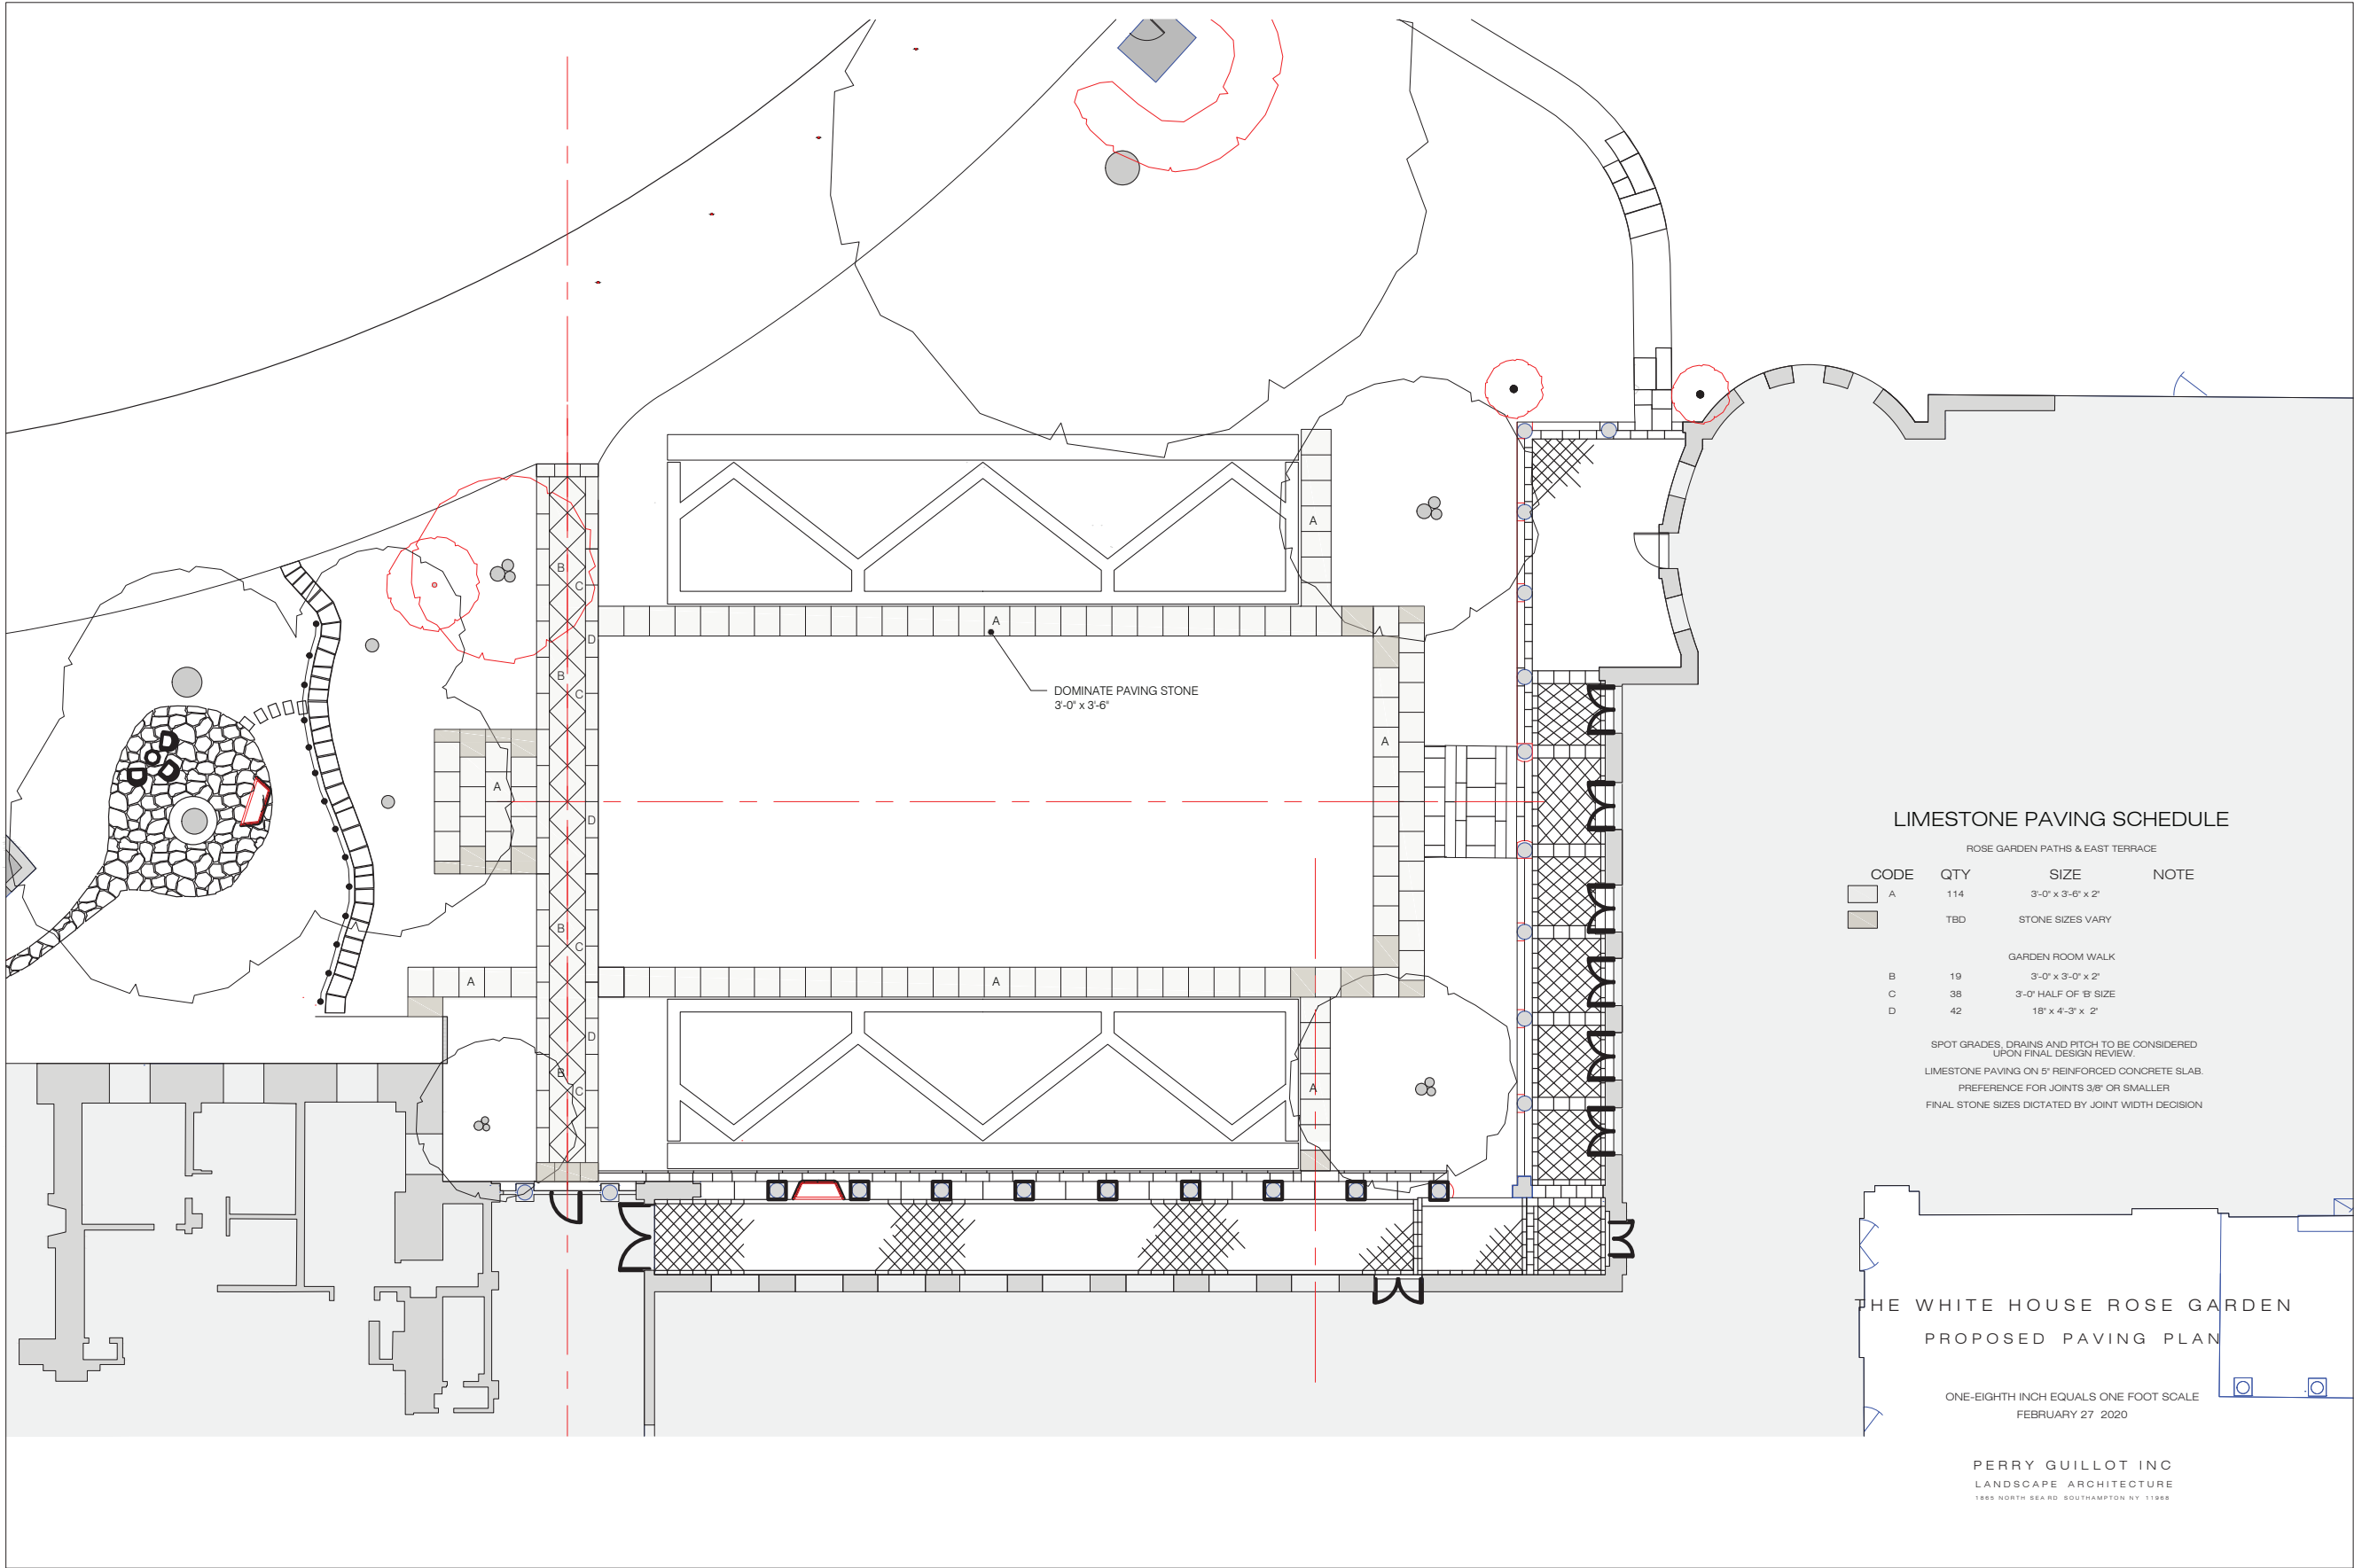 A
A
B
C
D
B
C
DOMINATE PAVING STONE
3'-0" x 3'-6"
A
A
D
B
C
A
A
D
B
C
A
LIMESTONE PAVING SCHEDULE
ROSE GARDEN PATHS & EAST TERRACE
CODE QTY SIZE NOTE
A 114 3'-0" x 3'-6" x 2"
TBD STONE SIZES VARY
GARDEN ROOM WALK
B 19 3'-0" x 3'-0" x 2"
C 38 3'-0" HALF OF 'B' SIZE
D 42 18" x 4'-3" x 2"
SPOT GRADES, DRAINS AND PITCH TO BE CONSIDERED
UPON FINAL DESIGN REVIEW.
LIMESTONE PAVING ON 5" REINFORCED CONCRETE SLAB.
PREFERENCE FOR JOINTS 3/8" OR SMALLER
FINAL STONE SIZES DICTATED BY JOINT WIDTH DECISION
THE WHITE HOUSE ROSE GARDEN
PROPOSED PAVING PLAN
ONE-EIGHTH INCH EQUALS ONE FOOT SCALE
FEBRUARY 27 2020
PERRY GUILLOT INC
LANDSCAPE ARCHITECTURE